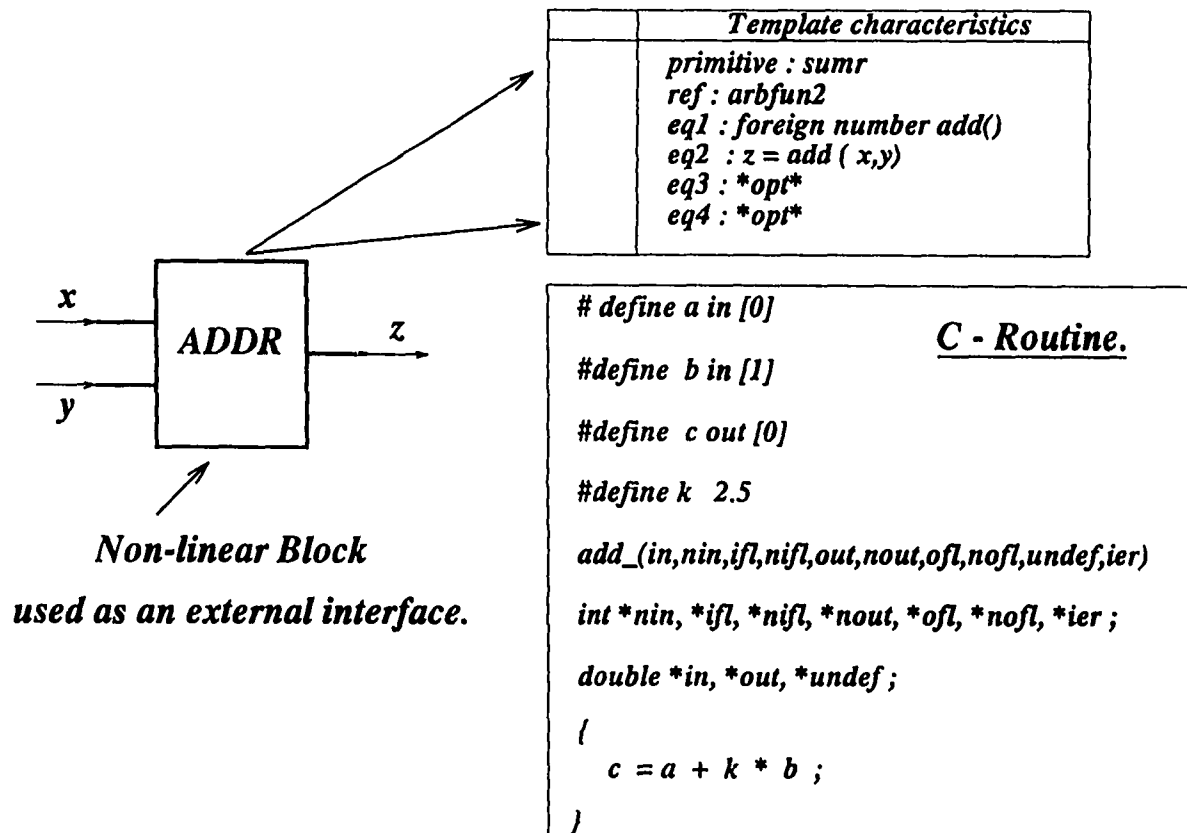 Template characteristics
primitive : sumr
ref : arbfun2
eq1 : foreign number add()
eq2 : z = add ( x,y)
eq3 : *opt*
eq4 : *opt*
x
y
ADDR
z
Non-linear Block
used as an external interface.
C - Routine.
# define a in [0]
#define b in [1]
#define c out [0]
#define k 2.5
add_(in,nin,ifl,nifl,out,nout,ofl,nofl,undef,ier)
int *nin, *ifl, *nifl, *nout, *ofl, *nofl, *ier ;
double *in, *out, *undef ;
{
c = a + k * b ;
}